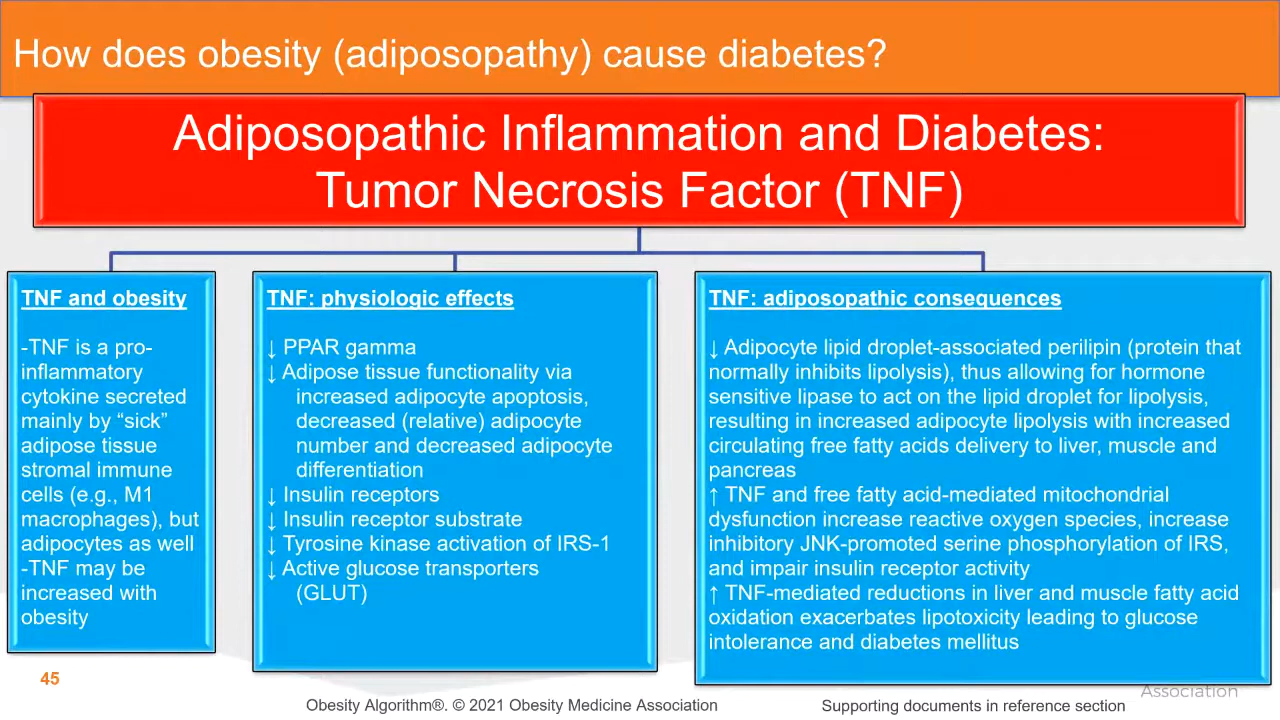 How does obesity (adiposopathy) cause diabetes?
Adiposopathic Inflammation and Diabetes:
Tumor Necrosis Factor (TNF)
TNF and obesity
-TNF is a pro-
inflammatory
cytokine secreted
mainly by “sick”
adipose tissue
stromal immune
cells (e.g., M1
macrophages), but
adipocytes as well
-TNF may be
increased with
obesity
TNF: physiologic effects
↓ PPAR gamma
↓ Adipose tissue functionality via
increased adipocyte apoptosis,
decreased (relative) adipocyte
number and decreased adipocyte
differentiation
↓ Insulin receptors
↓ Insulin receptor substrate
↓ Tyrosine kinase activation of IRS-1
↓ Active glucose transporters
(GLUT)
TNF: adiposopathic consequences
↓ Adipocyte lipid droplet-associated perilipin (protein that
normally inhibits lipolysis), thus allowing for hormone
sensitive lipase to act on the lipid droplet for lipolysis,
resulting in increased adipocyte lipolysis with increased
circulating free fatty acids delivery to liver, muscle and
pancreas
↑ TNF and free fatty acid-mediated mitochondrial
dysfunction increase reactive oxygen species, increase
inhibitory JNK-promoted serine phosphorylation of IRS,
and impair insulin receptor activity
↑ TNF-mediated reductions in liver and muscle fatty acid
oxidation exacerbates lipotoxicity leading to glucose
intolerance and diabetes mellitus
45
Association
Obesity Algorithm®. © 2021 Obesity Medicine Association
Supporting documents in reference section